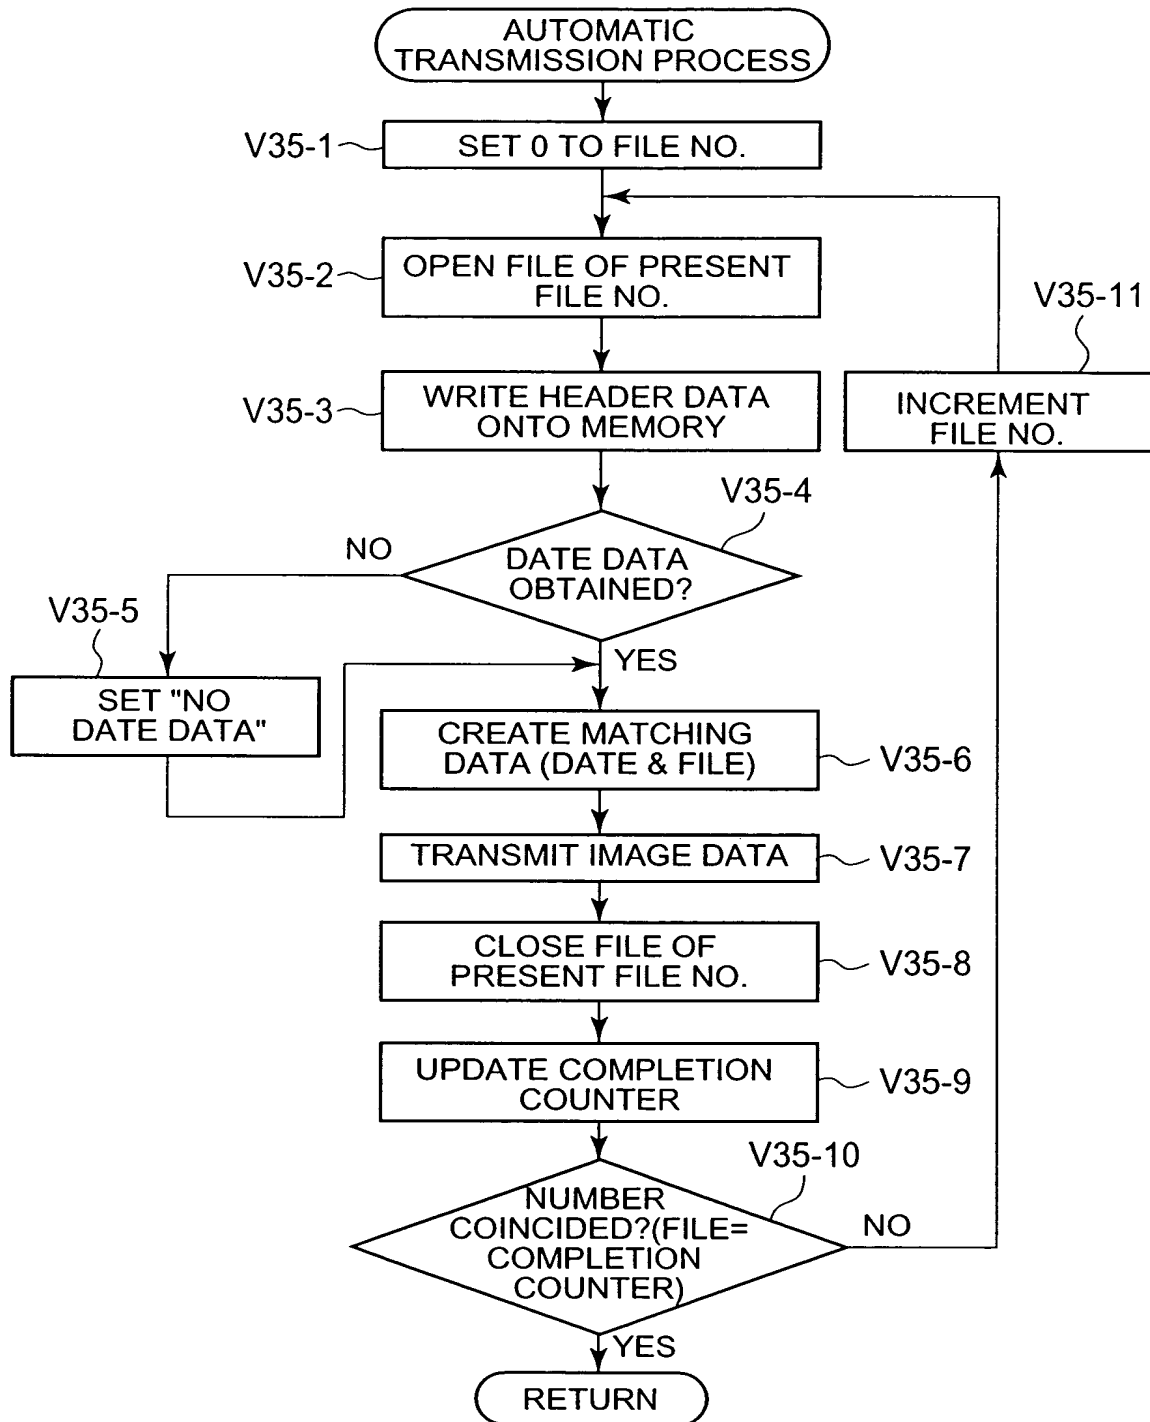 AUTOMATIC
TRANSMISSION PROCESS
V35-1
SET 0 TO FILE NO.
V35-2
OPEN FILE OF PRESENT
FILE NO.
V35-11
INCREMENT
FILE NO.
V35-3
WRITE HEADER DATA
ONTO MEMORY
V35-4
NO
DATE DATA
OBTAINED?
V35-5
YES
SET "NO
DATE DATA"
CREATE MATCHING
DATA (DATE & FILE)
V35-6
TRANSMIT IMAGE DATA
V35-7
CLOSE FILE OF
PRESENT FILE NO.
V35-8
UPDATE COMPLETION
COUNTER
V35-9
V35-10
NUMBER
COINCIDED?(FILE=
COMPLETION
COUNTER)
NO
YES
RETURN